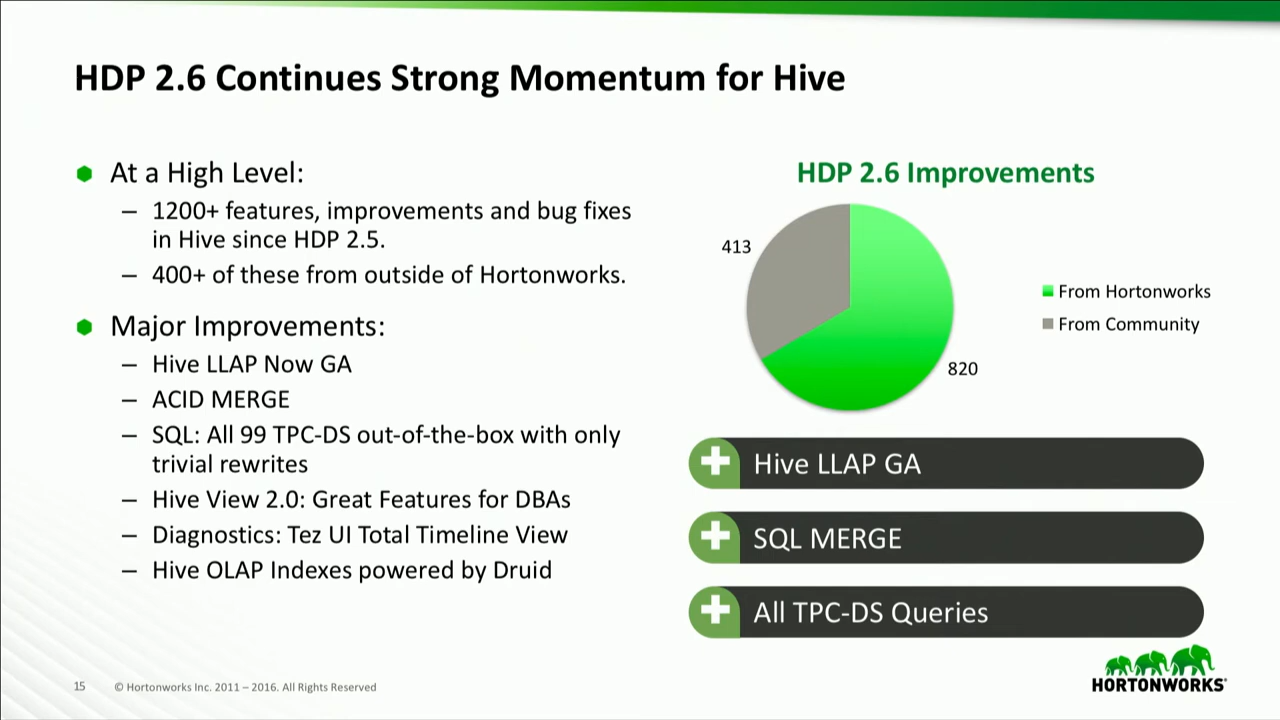 HDP 2.6 Continues Strong Momentum for Hive
At a High Level:
– 1200+ features, improvements and bug fixes
in Hive since HDP 2.5.
– 400+ of these from outside of Hortonworks.
Major Improvements:
– Hive LLAP Now GA
– ACID MERGE
– SQL: All 99 TPC-DS out-of-the-box with only
trivial rewrites
– Hive View 2.0: Great Features for DBAs
– Diagnostics: Tez UI Total Timeline View
– Hive OLAP Indexes powered by Druid
HDP 2.6 Improvements
413
820
From Hortonworks
From Community
Hive LLAP GA
SQL MERGE
All TPC-DS Queries
15
© Hortonworks Inc. 2011 – 2016. All Rights Reserved
HORTONWORKS